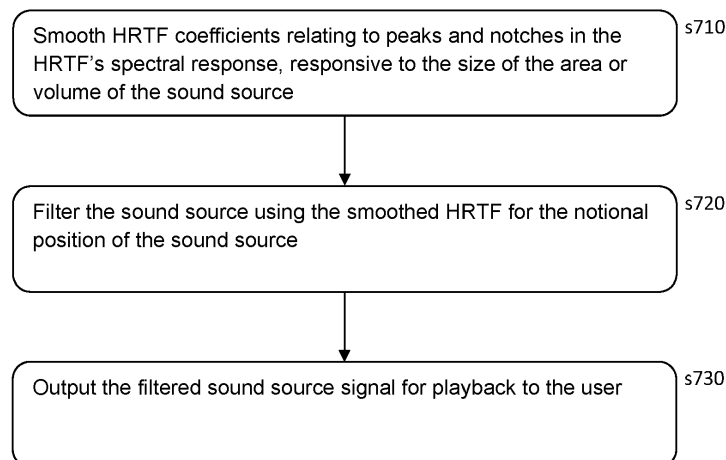 Smooth HRTF coefficients relating to peaks and notches in the
HRTF's spectral response, responsive to the size of the area or
volume of the sound source
s710
Filter the sound source using the smoothed HRTF for the notional
position of the sound source
s720
Output the filtered sound source signal for playback to the user
s730